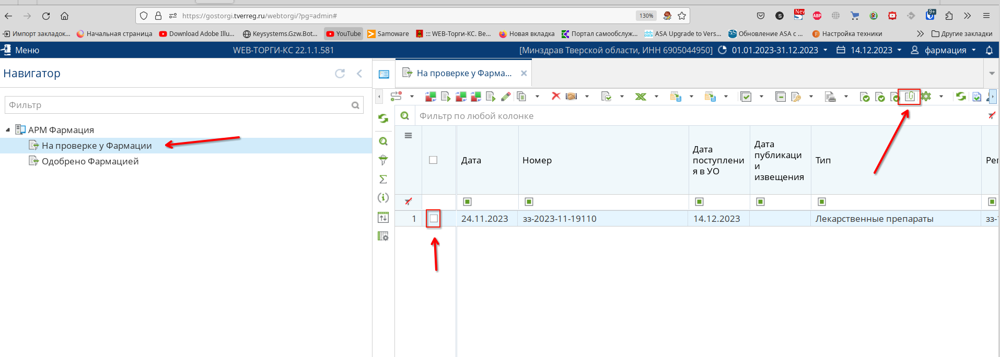 https://gostorgi.tverreg.ru/webtorgi/?pg=admin#
130%
S
New
ABP
9+
Импорт закладок...
Начальная страница
Download Adobe Illu...
Keysystems.Gzw.Bot...
YouTube
Samoware
::: WEB-Торги-КС. Ве...
Новая вкладка
Портал самообслуж...
ASA Upgrade to Vers...
Обновление ASA с ...
Настройка техники
Другие закладки
Меню
WEB-ТОРГИ-КС 22.1.1.581
[Минздрав Тверской области, ИНН 6905044950]
01.01.2023-31.12.2023
14.12.2023
фармация
Навигатор
На проверке у Фарма...
Фильтр
Фильтр по любой колонке
АРМ Фармация
На проверке у Фармации
Одобрено Фармацией
Дата
Номер
Дата
поступлени
я в УО
Дата
публикаци
и
извещения
Тип
Рег
1
24.11.2023
зз-2023-11-19110
14.12.2023
Лекарственные препараты
зз-